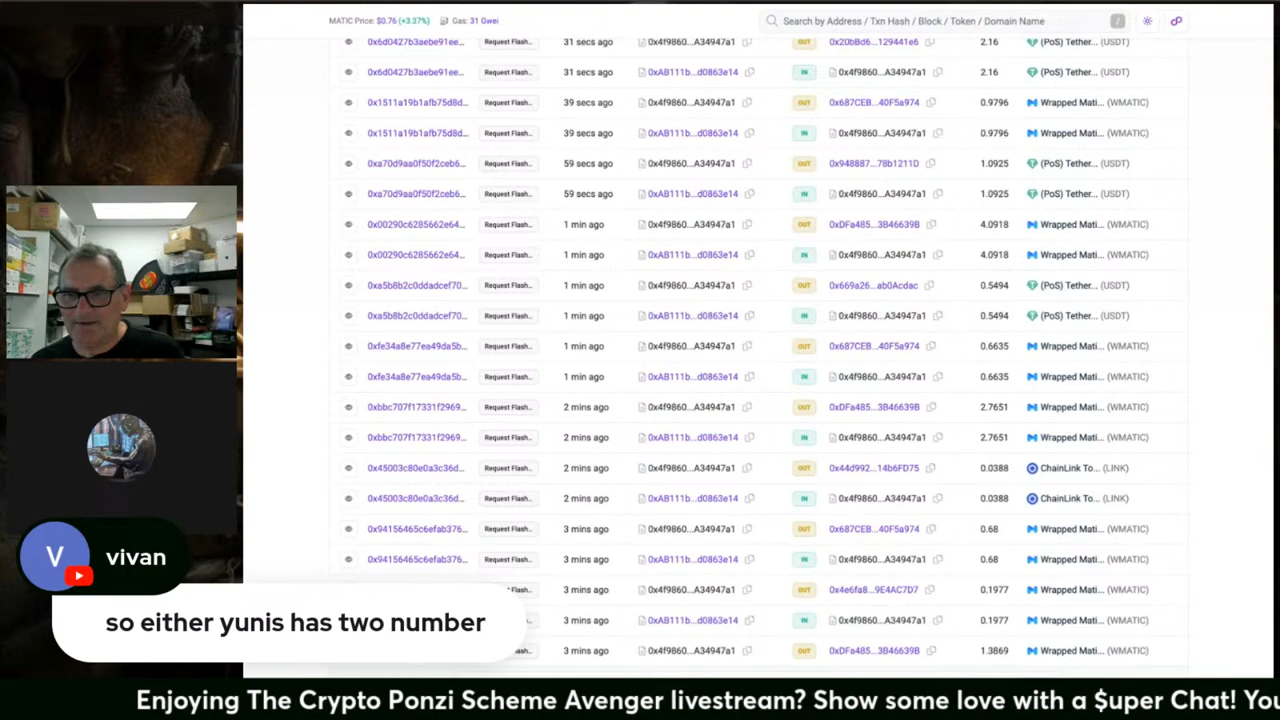 MATIC Price: $0.76 (+3.37%) Gas: 31 Gwei Search by Address / Txn Hash / Block / Token / Domain Name /
0x6d0427b3aebe91ee... Request Flash... 31 secs ago 0x4f9860...A34947a1 OUT 0x20bBd6...129441e6 2.16 (PoS) Tether... (USDT)
0x6d0427b3aebe91ee... Request Flash... 31 secs ago 0xAB111b...d0863e14 IN 0x4f9860...A34947a1 2.16 (PoS) Tether... (USDT)
0x1511a19b1afb75d8d... Request Flash... 39 secs ago 0x4f9860...A34947a1 OUT 0x687CEB...40F5a974 0.9796 Wrapped Mati... (WMATIC)
0x1511a19b1afb75d8d... Request Flash... 39 secs ago 0xAB111b...d0863e14 IN 0x4f9860...A34947a1 0.9796 Wrapped Mati... (WMATIC)
0xa70d9aa0f50f2ceb6... Request Flash... 59 secs ago 0x4f9860...A34947a1 OUT 0x948887...78b1211D 1.0925 (PoS) Tether... (USDT)
0xa70d9aa0f50f2ceb6... Request Flash... 59 secs ago 0xAB111b...d0863e14 IN 0x4f9860...A34947a1 1.0925 (PoS) Tether... (USDT)
0x00290c6285662e64... Request Flash... 1 min ago 0x4f9860...A34947a1 OUT 0xDFa485...3B46639B 4.0918 Wrapped Mati... (WMATIC)
0x00290c6285662e64... Request Flash... 1 min ago 0xAB111b...d0863e14 IN 0x4f9860...A34947a1 4.0918 Wrapped Mati... (WMATIC)
0xa5b8b2c0ddadcef70... Request Flash... 1 min ago 0x4f9860...A34947a1 OUT 0x669a26...ab0Acdac 0.5494 (PoS) Tether... (USDT)
0xa5b8b2c0ddadcef70... Request Flash... 1 min ago 0xAB111b...d0863e14 IN 0x4f9860...A34947a1 0.5494 (PoS) Tether... (USDT)
0xfe34a8e77ea49da5b... Request Flash... 1 min ago 0x4f9860...A34947a1 OUT 0x687CEB...40F5a974 0.6635 Wrapped Mati... (WMATIC)
0xfe34a8e77ea49da5b... Request Flash... 1 min ago 0xAB111b...d0863e14 IN 0x4f9860...A34947a1 0.6635 Wrapped Mati... (WMATIC)
0xbbc707f17331f2969... Request Flash... 2 mins ago 0x4f9860...A34947a1 OUT 0xDFa485...3B46639B 2.7651 Wrapped Mati... (WMATIC)
0xbbc707f17331f2969... Request Flash... 2 mins ago 0xAB111b...d0863e14 IN 0x4f9860...A34947a1 2.7651 Wrapped Mati... (WMATIC)
0x45003c80e0a3c36d... Request Flash... 2 mins ago 0x4f9860...A34947a1 OUT 0x44d992...14b6FD75 0.0388 ChainLink To... (LINK)
0x45003c80e0a3c36d... Request Flash... 2 mins ago 0xAB111b...d0863e14 IN 0x4f9860...A34947a1 0.0388 ChainLink To... (LINK)
0x94156465c6efab376... Request Flash... 3 mins ago 0x4f9860...A34947a1 OUT 0x687CEB...40F5a974 0.68 Wrapped Mati... (WMATIC)
0x94156465c6efab376... Request Flash... 3 mins ago 0xAB111b...d0863e14 IN 0x4f9860...A34947a1 0.68 Wrapped Mati... (WMATIC)
Flash... 3 mins ago 0x4f9860...A34947a1 OUT 0x4e6fa8...9E4AC7D7 0.1977 Wrapped Mati... (WMATIC)
3 mins ago 0xAB111b...d0863e14 IN 0x4f9860...A34947a1 0.1977 Wrapped Mati... (WMATIC)
ash... 3 mins ago 0x4f9860...A34947a1 OUT 0xDFa485...3B46639B 1.3869 Wrapped Mati... (WMATIC)
V vivan
so either yunis has two number
Enjoying The Crypto Ponzi Scheme Avenger livestream? Show some love with a $uper Chat! You